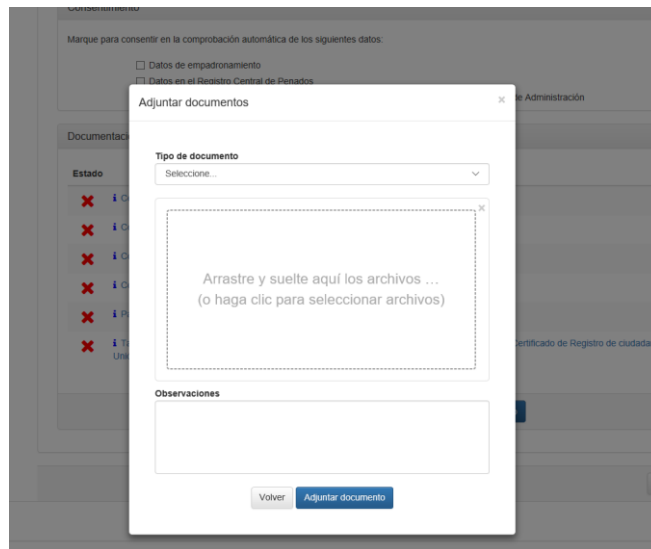 Consentimiento
Marque para consentir en la comprobación automática de los siguientes datos:
Datos de empadronamiento
Datos en el Registro Central de Penados
de Administración
Adjuntar documentos ×
Tipo de documento
Seleccione...
×
Arrastre y suelte aquí los archivos ...
(o haga clic para seleccionar archivos)
Observaciones
Volver Adjuntar documento
Estado
Certificado de Registro de